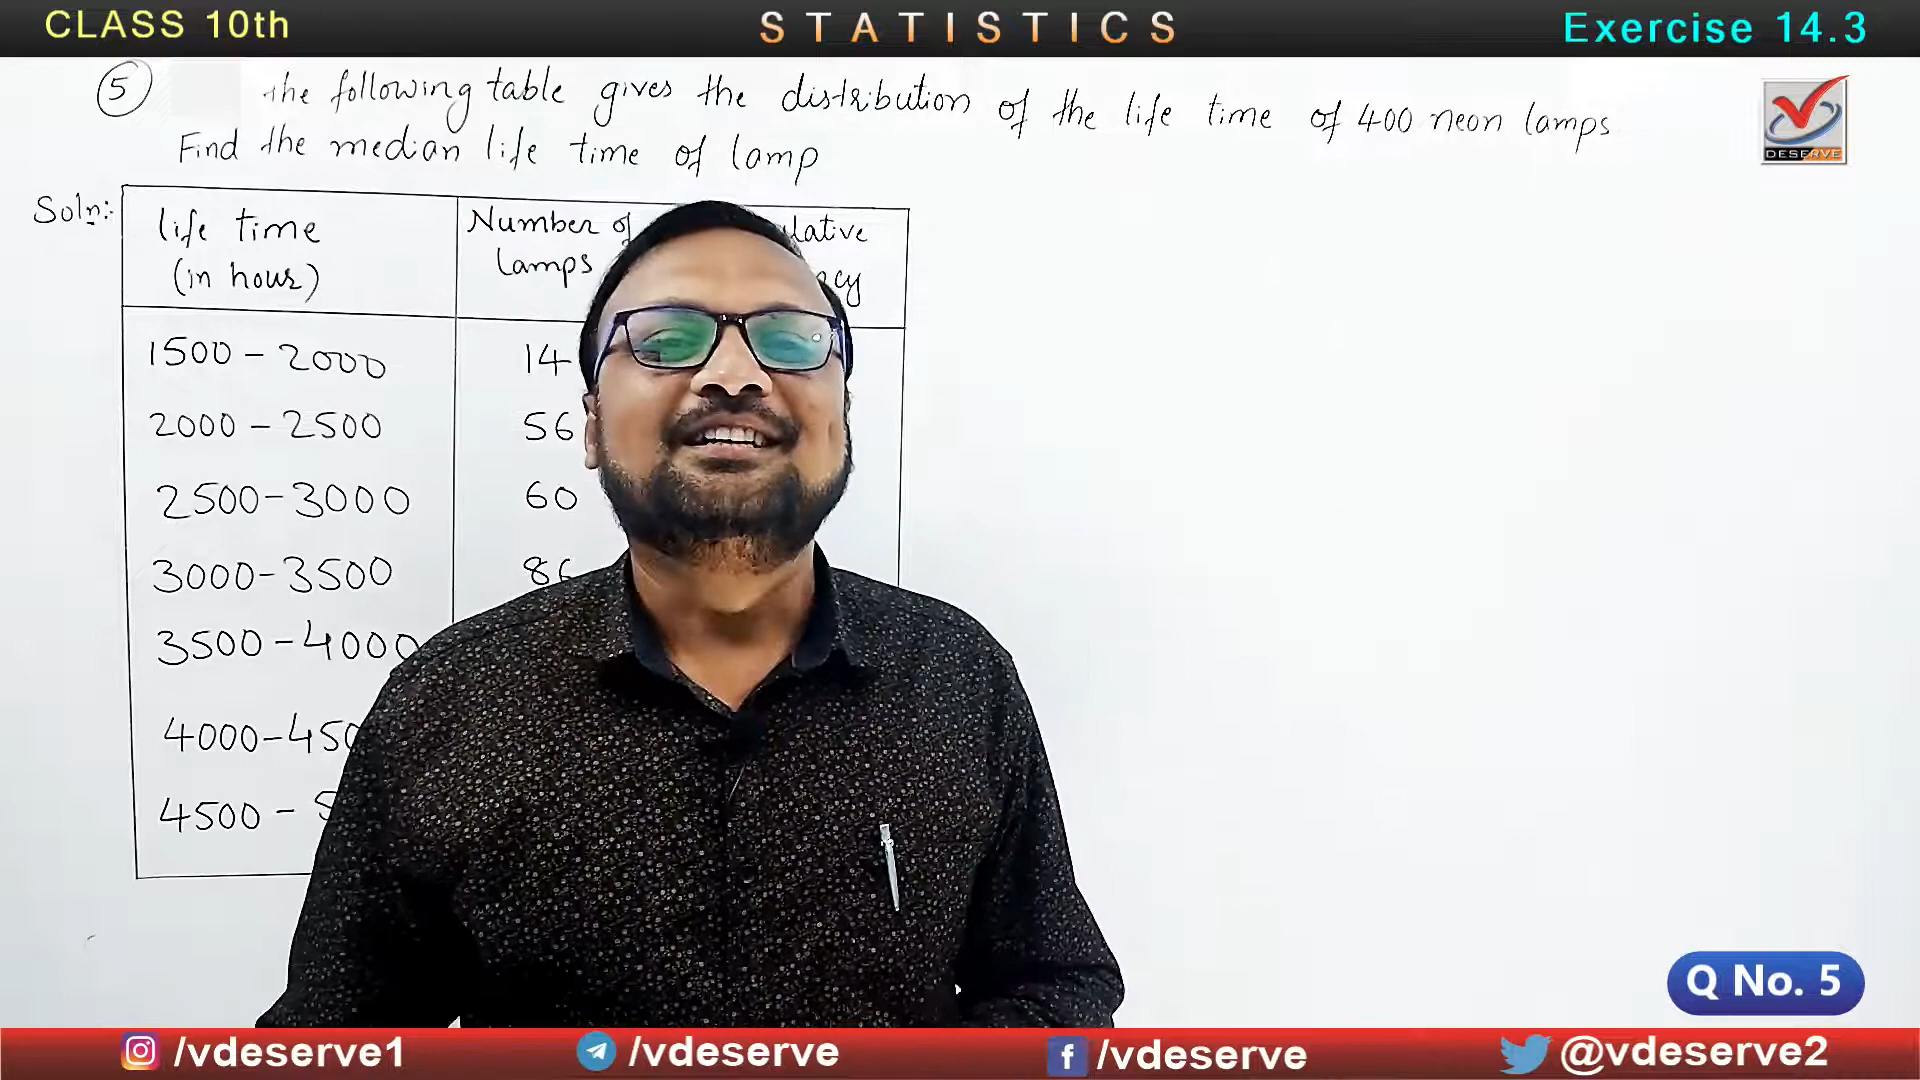 CLASS 10th
STATISTICS
Exercise 14.3
5 the following table gives the distribution of the life time of 400 neon lamps
Find the median life time of lamp
DESERVE
Soln:
life time (in hour)
Number of lamps
1500 - 2000 14
2000 - 2500 56
2500 - 3000 60
3000 - 3500
3500 - 4000
4000 -
4500 -
Q No. 5
/vdeserve1
/vdeserve
/vdeserve
@vdeserve2